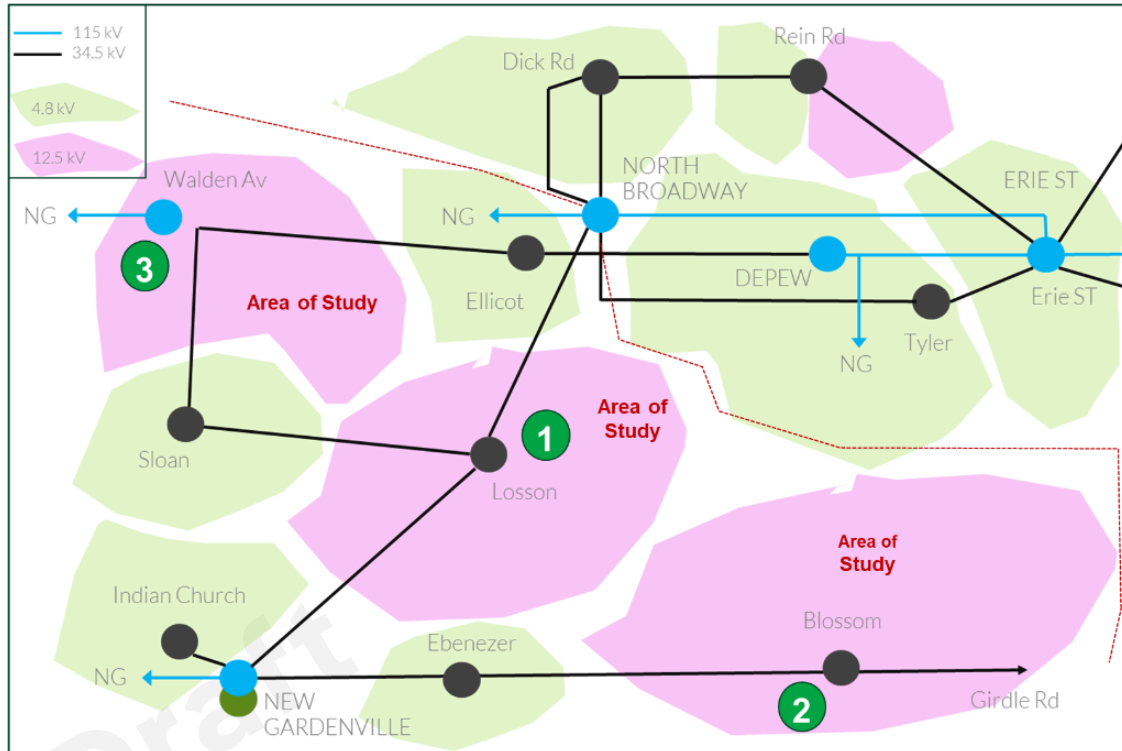 115 kV
34.5 kV
4.8 kV
12.5 kV
Dick Rd
Rein Rd
Walden Av
NG
3
Area of Study
NORTH
BROADWAY
NG
ERIE ST
Ellicot
DEPEW
Erie ST
Tyler
NG
Area of
Study
1
Sloan
Losson
Area of
Study
Indian Church
Ebenezer
Blossom
NG
NEW
GARDENVILLE
2
Girdle Rd
Draft